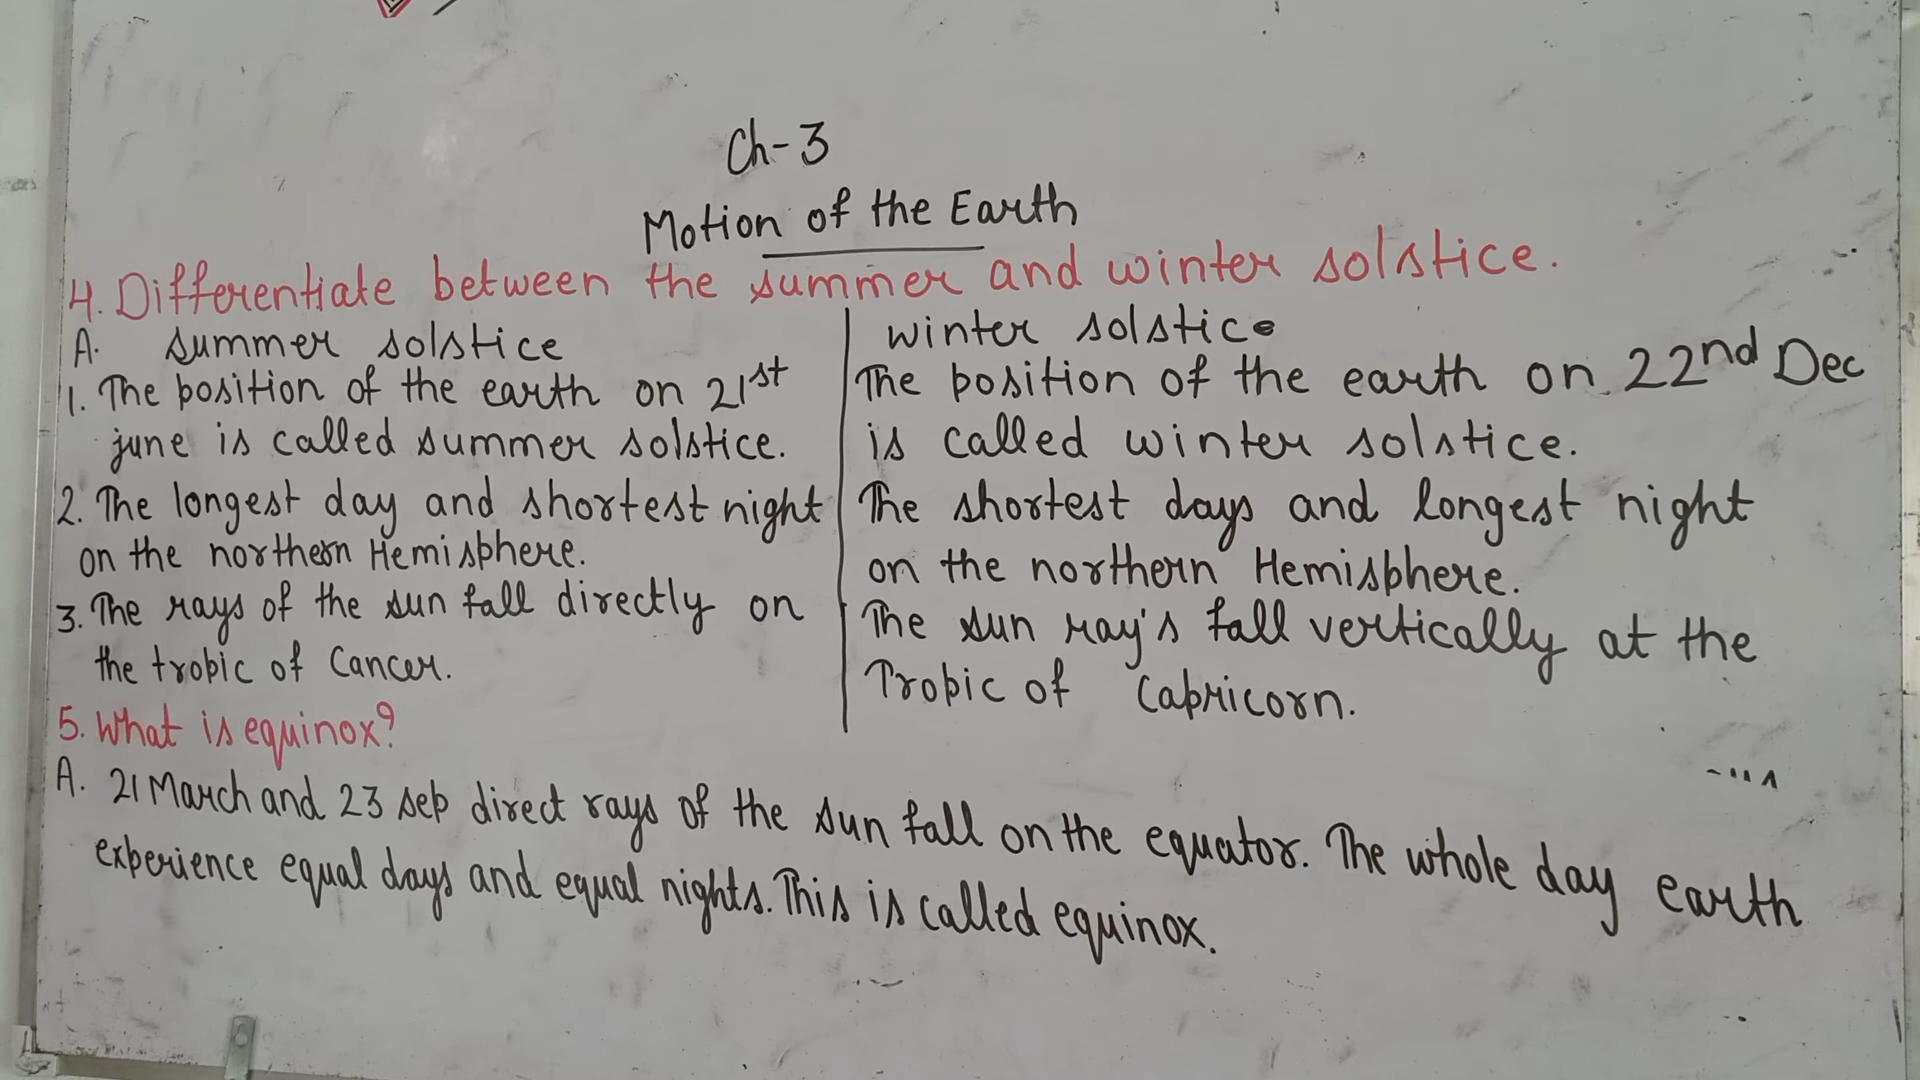 Ch-3
Motion of the Earth
4. Differentiate between the summer and winter solstice.
A. summer solstice
1. The position of the earth on 21st
june is called summer solstice.
2. The longest day and shortest night
on the northern Hemisphere.
3. The rays of the sun fall directly on
the tropic of Cancer.
winter solstice
The position of the earth on 22nd Dec
is called winter solstice.
The shortest days and longest night
on the northern Hemisphere.
The sun ray's fall vertically at the
Tropic of Capricorn.
5. What is equinox?
A. 21 March and 23 sep direct rays of the sun fall on the equator. The whole day earth
experience equal days and equal nights. This is called equinox.